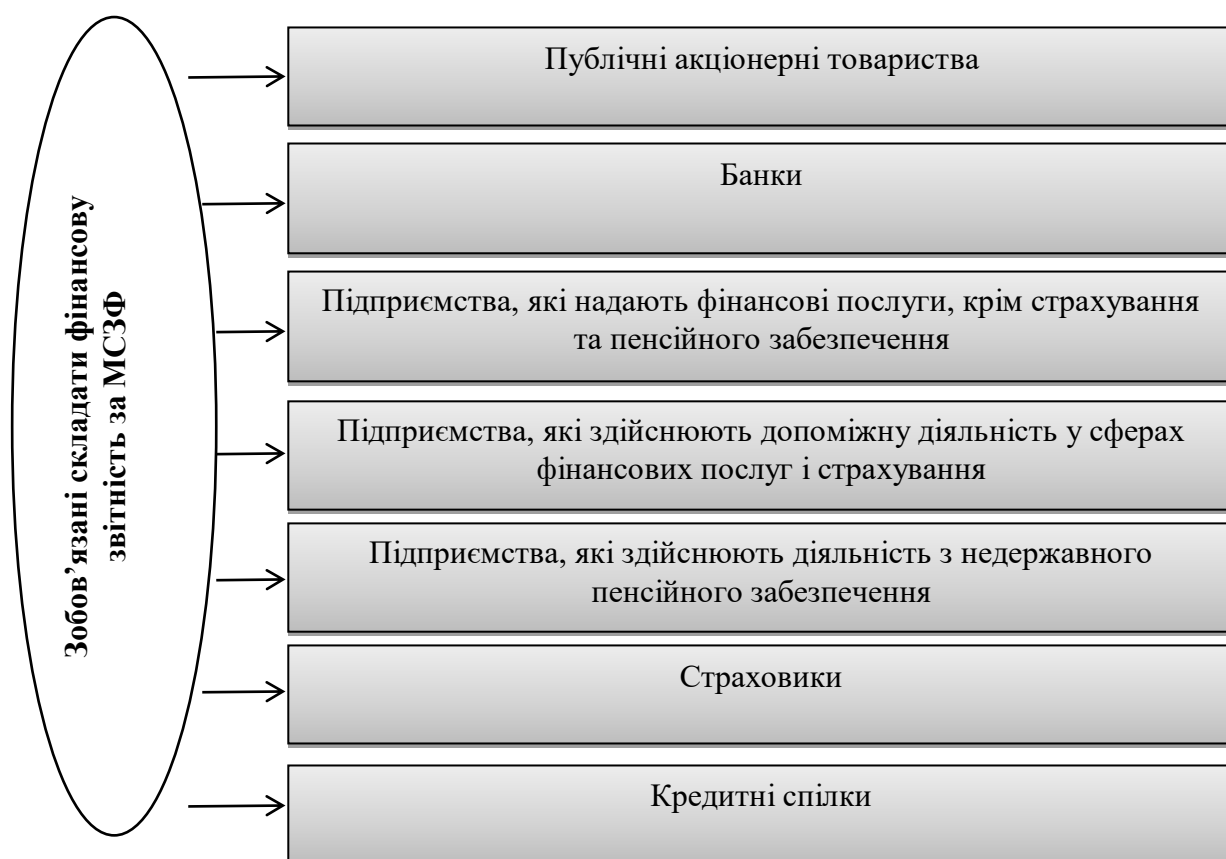 Зобов’язані складати фінансову
звітність за МСЗФ
Публічні акціонерні товариства
Банки
Підприємства, які надають фінансові послуги, крім страхування
та пенсійного забезпечення
Підприємства, які здійснюють допоміжну діяльність у сферах
фінансових послуг і страхування
Підприємства, які здійснюють діяльність з недержавного
пенсійного забезпечення
Страховики
Кредитні спілки